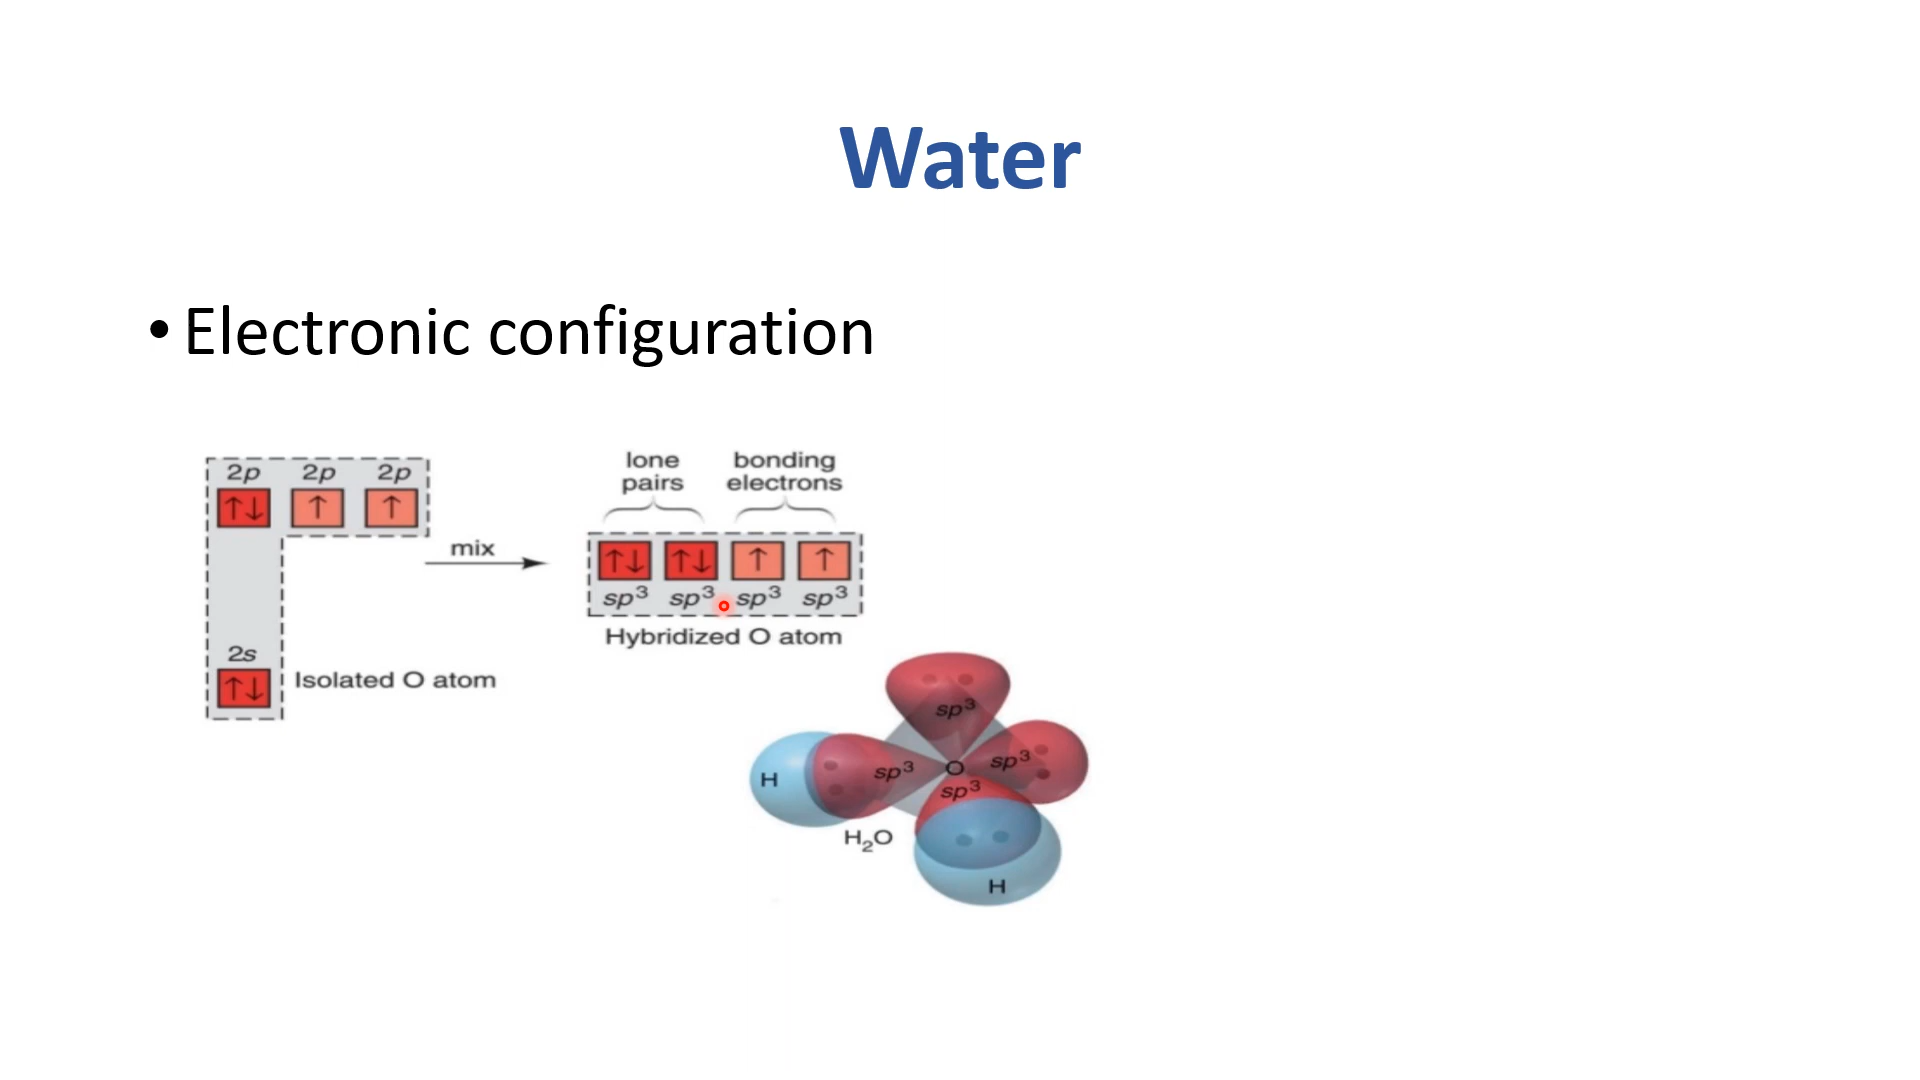 Water
• Electronic configuration
2p 2p 2p
↑↓ ↑ ↑
mix
2s
↑↓
Isolated O atom
lone pairs
bonding electrons
↑↓ ↑↓ ↑ ↑
sp³ sp³ sp³ sp³
Hybridized O atom
sp³
H
sp³
O
sp³
sp³
H₂O
H